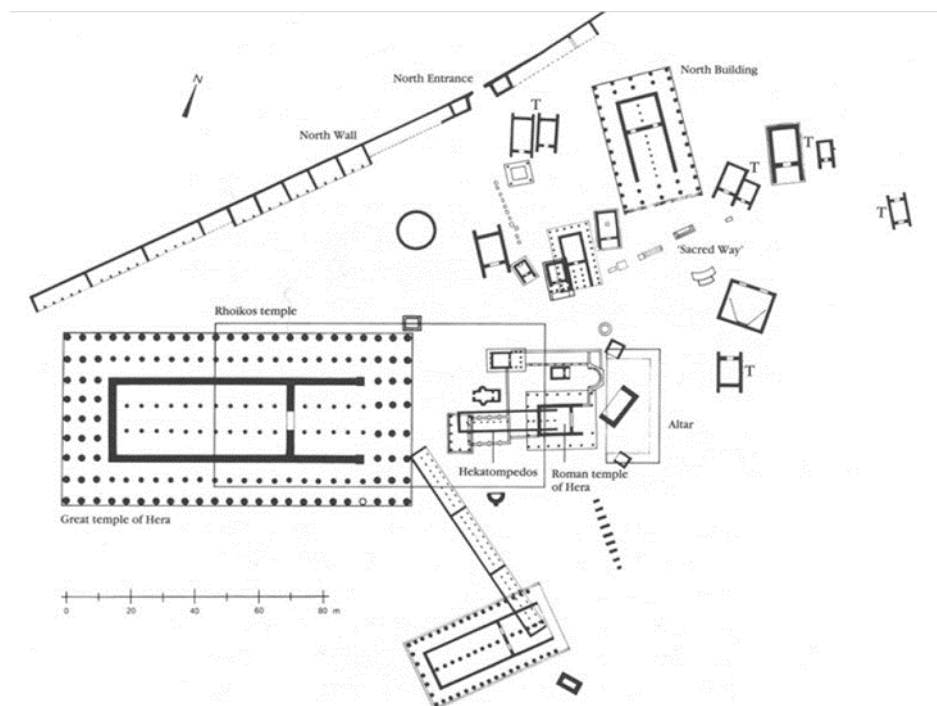 N
North Entrance
North Building
T
North Wall
T
T
T
'Sacred Way'
Rhoikos temple
T
Altar
Hekatompedos
Roman temple
of Hera
Great temple of Hera
0 20 40 60 80 m